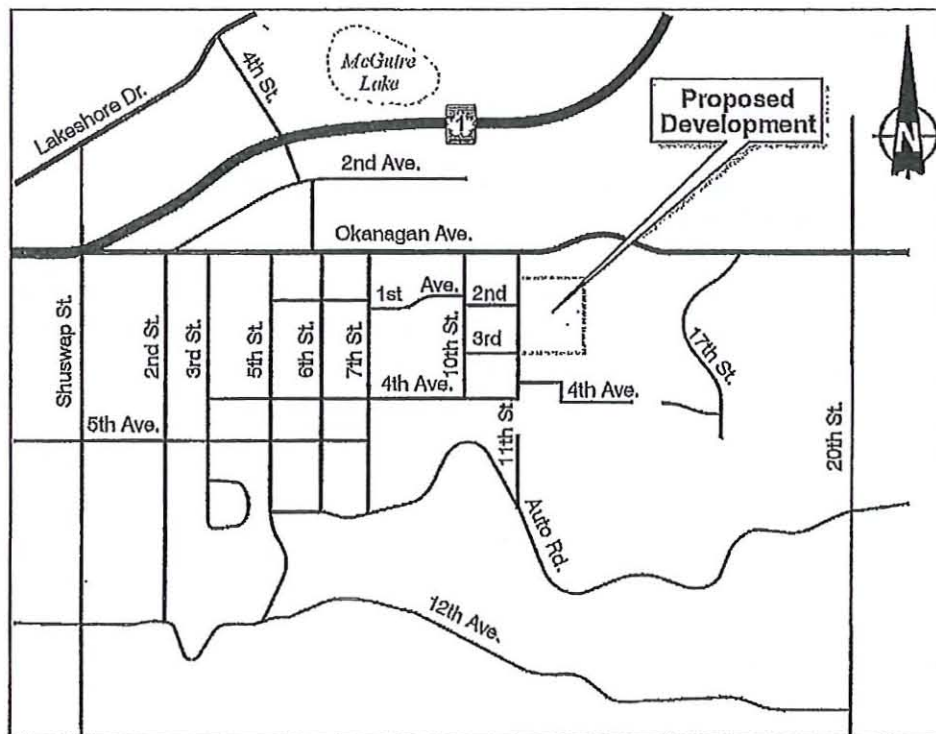 4th St.
McGuire
Lake
Lakeshore Dr.
Proposed
Development
1
N
2nd Ave.
Okanagan Ave.
1st
Ave.
2nd
3rd
Shuswap St.
2nd St.
3rd St.
5th St.
6th St.
7th St.
10th St.
17th St.
4th Ave.
4th Ave.
5th Ave.
11th St.
20th St.
Auto Rd.
12th Ave.